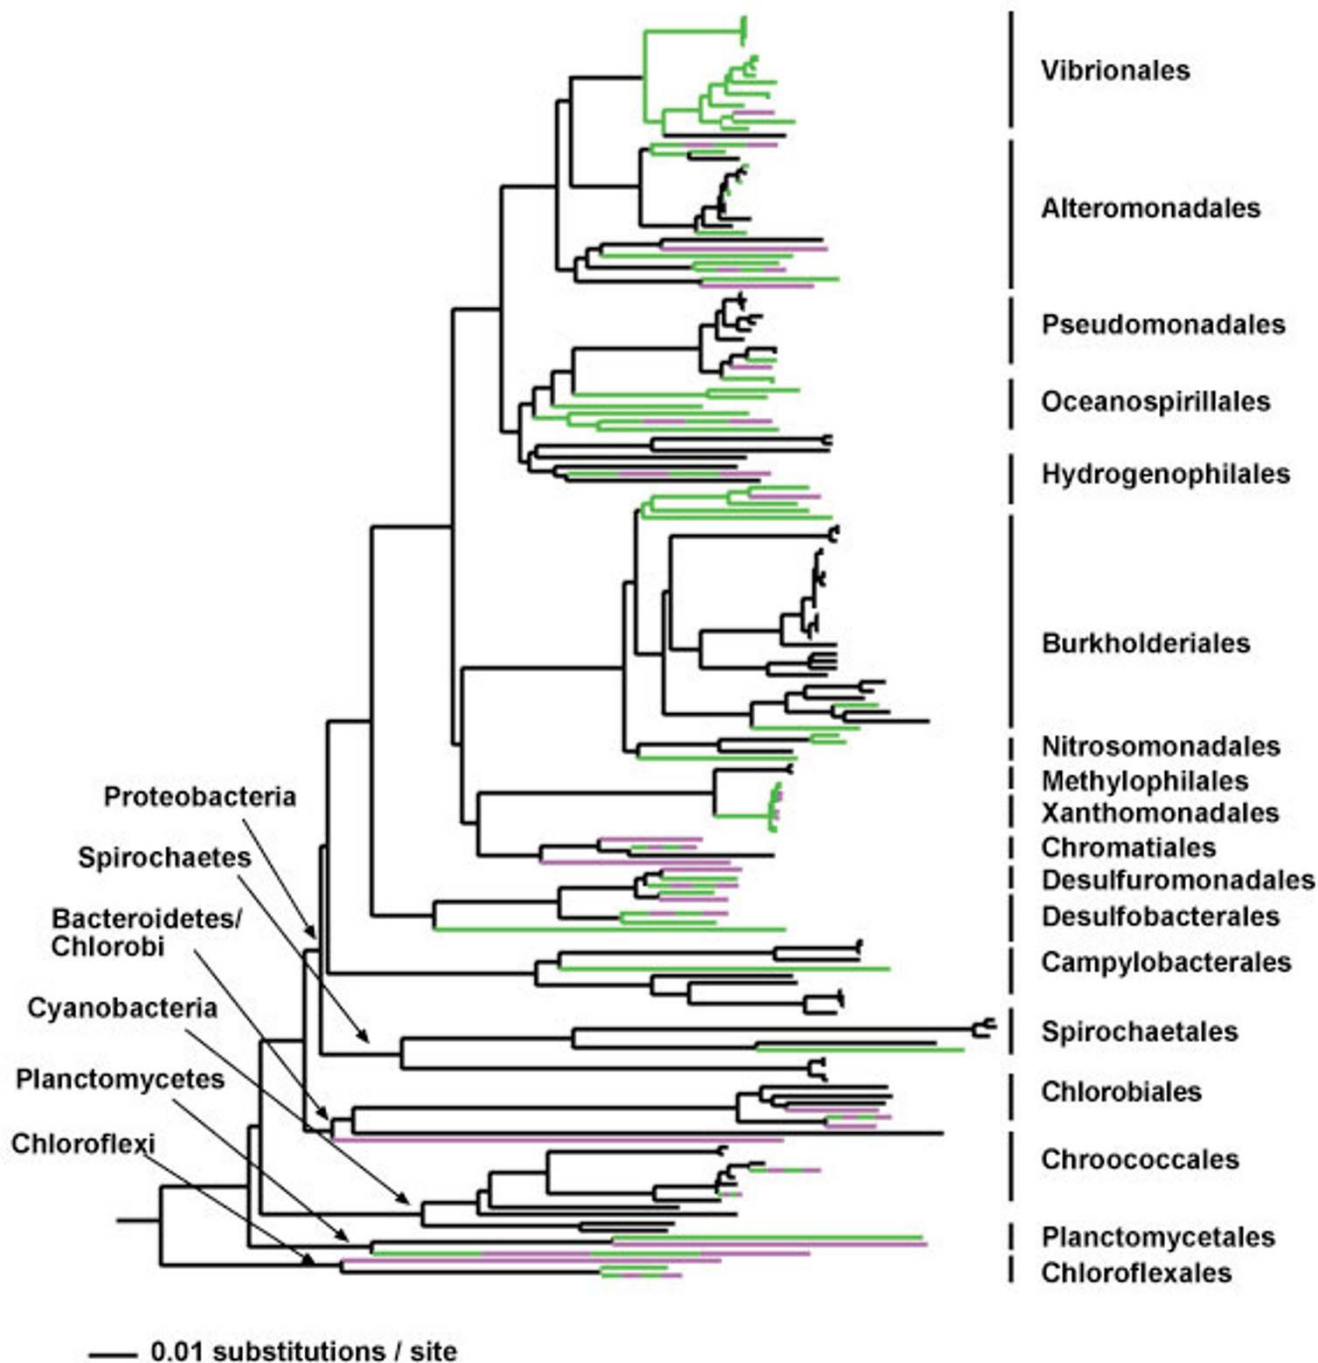 Vibrionales
Alteromonadales
Pseudomonadales
Oceanospirillales
Hydrogenophilales
Burkholderiales
Nitrosomonadales
Methylophilales
Xanthomonadales
Chromatiales
Desulfuromonadales
Desulfobacterales
Campylobacterales
Spirochaetales
Chlorobiales
Chroococcales
Planctomycetales
Chloroflexales
Proteobacteria
Spirochaetes
Bacteroidetes/
Chlorobi
Cyanobacteria
Planctomycetes
Chloroflexi
0.01 substitutions / site